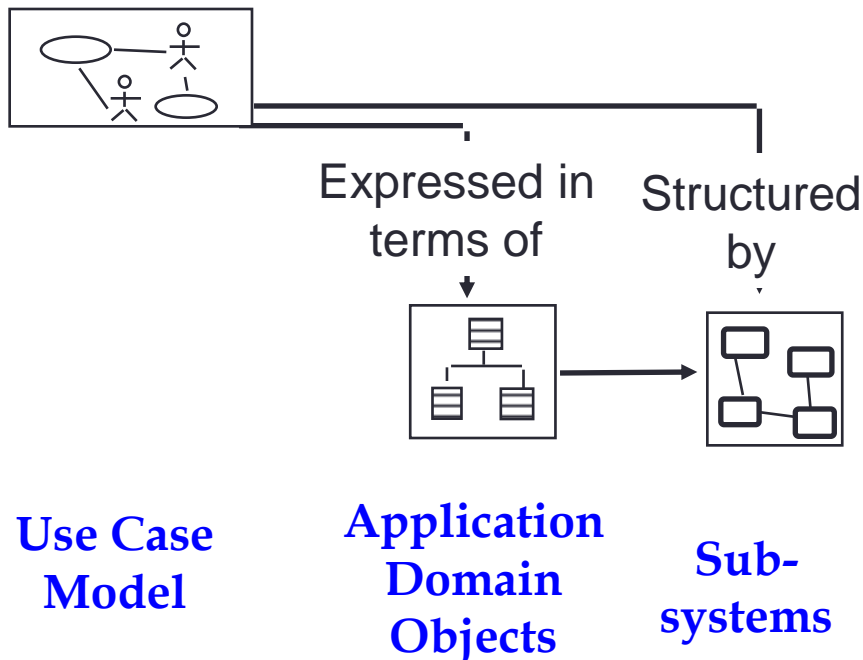 Expressed in
terms of
Structured
by
Use Case
Model
Application
Domain
Objects
Sub-
systems